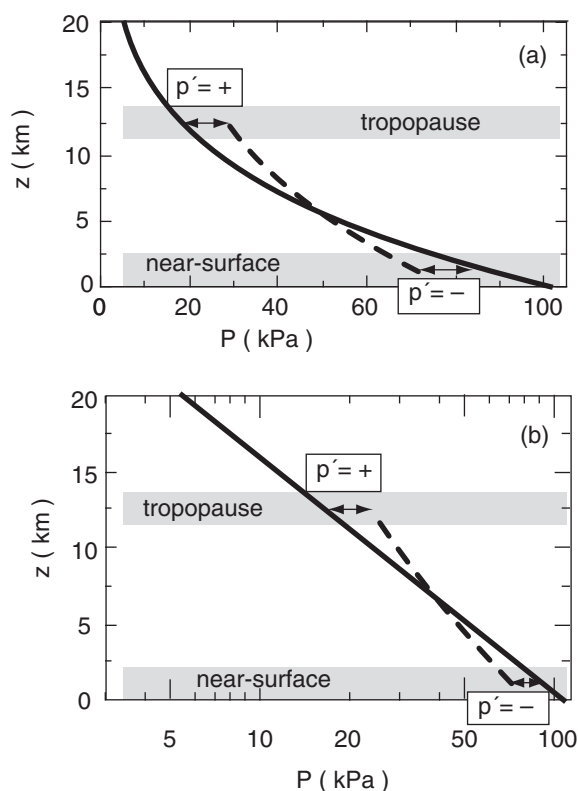 20
(a)
p´= +
15
tropopause
z ( km )
10
5
near-surface
0
p´= –
0
20
40
60
80
100
P ( kPa )
20
(b)
p´= +
15
tropopause
z ( km )
10
5
near-surface
0
p´= –
5
10
20
50
100
P ( kPa )